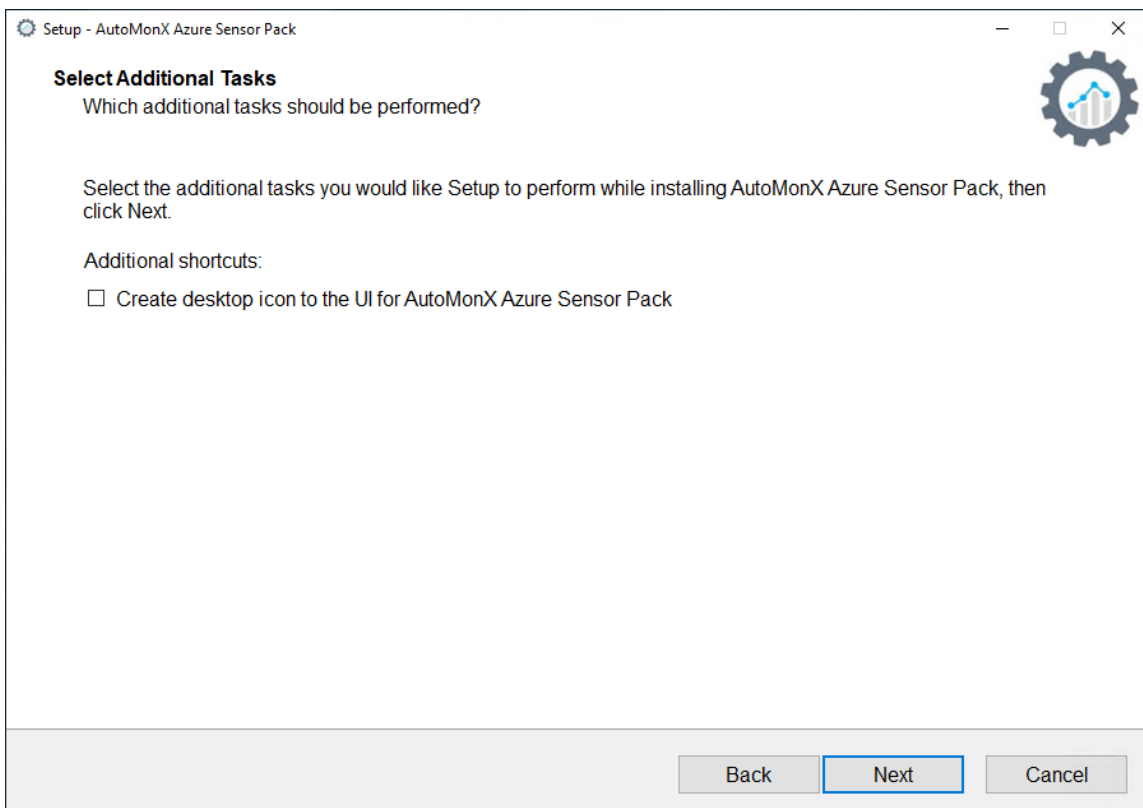 Setup - AutoMonX Azure Sensor Pack
Select Additional Tasks
Which additional tasks should be performed?
Select the additional tasks you would like Setup to perform while installing AutoMonX Azure Sensor Pack, then
click Next.
Additional shortcuts:
Create desktop icon to the UI for AutoMonX Azure Sensor Pack
Back
Next
Cancel